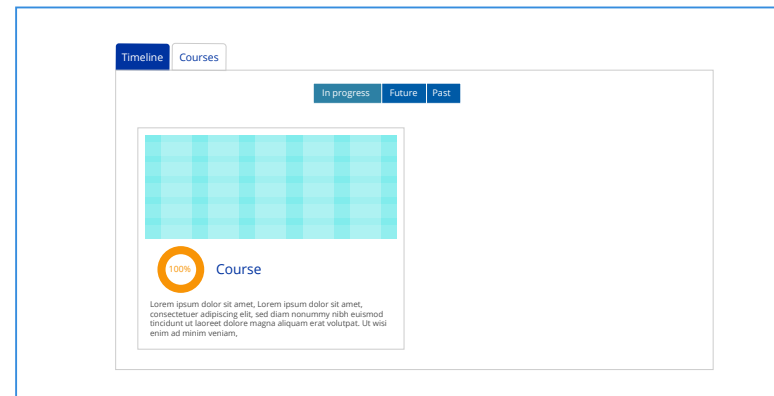 Timeline Courses
In progress Future Past
100% Course
Lorem ipsum dolor sit amet, Lorem ipsum dolor sit amet,
consectetuer adipiscing elit, sed diam nonummy nibh euismod
tincidunt ut laoreet dolore magna aliquam erat volutpat. Ut wisi
enim ad minim veniam,